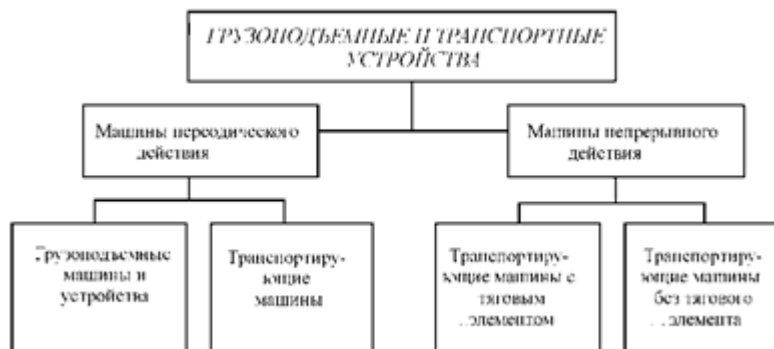 ГРУЗОПОДЪЕМНЫЕ И ТРАНСПОРТНЫЕ
УСТРОЙСТВА
Машины переодического
действия
Машины непрерывного
действия
Грузоподъемные
машины и
устройства
Транспортиру-
ющие
машины
Транспортиру-
ющие машины с
тяговым
элементом
Транспортиру-
ющие машины
без тягового
элемента